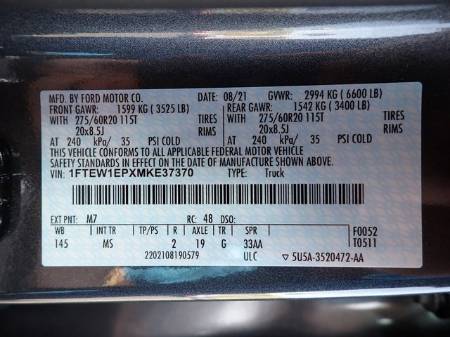 MFD. BY FORD MOTOR CO. 08/21 GVWR: 2994 KG ( 6600 LB)
FRONT GAWR: 1599 KG ( 3525 LB) REAR GAWR: 1542 KG ( 3400 LB)
WITH 275/60R20 115T TIRES WITH 275/60R20 115T TIRES
20x8.5J RIMS 20x8.5J RIMS
AT 240 kPa/ 35 PSI COLD AT 240 kPa/ 35 PSI COLD
THIS VEHICLE CONFORMS TO ALL APPLICABLE FEDERAL MOTOR VEHICLE
SAFETY STANDARDS IN EFFECT ON THE DATE OF MANUFACTURE SHOWN ABOVE.
VIN: 1FTEW1EPXMKE37370 TYPE: Truck
EXT PNT: M7 RC: 48 DSO:
WB TP/PS R AXLE TR SPR F0052
145 MS 2 19 G 33AA T0511
2202108190579 ULC ▽ 5U5A-3520472-AA